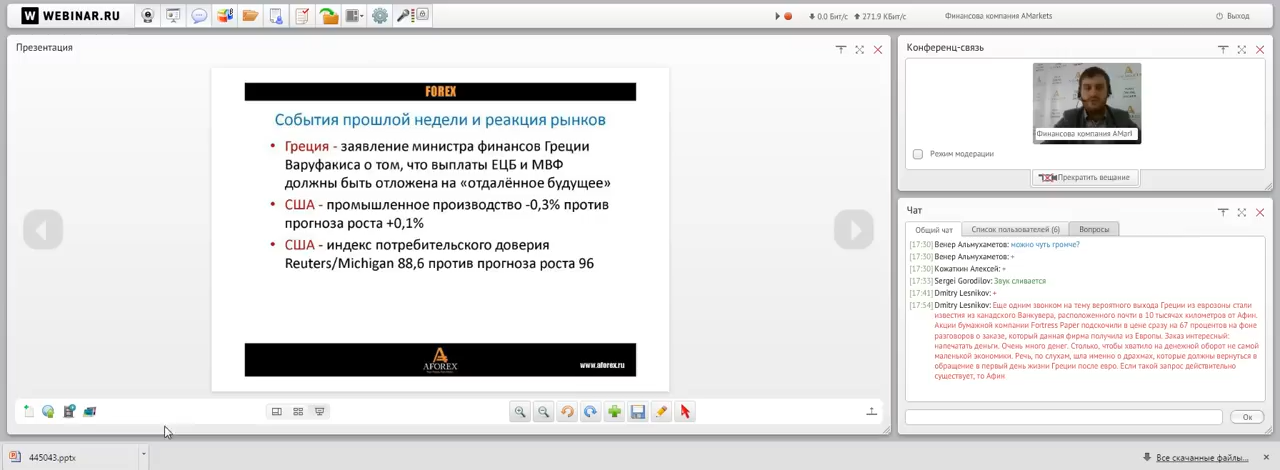 W WEBINAR.RU
0.0 Бит/с 271.9 КБит/с
Финансова компания AMarkets
Выход
Презентация
FOREX
События прошлой недели и реакция рынков
• Греция - заявление министра финансов Греции
Варуфакиса о том, что выплаты ЕЦБ и МВФ
должны быть отложена на «отдалённое будущее»
• США - промышленное производство -0,3% против
прогноза роста +0,1%
• США - индекс потребительского доверия
Reuters/Michigan 88,6 против прогноза роста 96
AFOREX
www.aforex.ru
Конференц-связь
Финансова компания AMarl
Режим модерации
Прекратить вещание
Чат
Общий чат Список пользователей (6) Вопросы
[17:30] Венер Альмухаметов: можно чуть громче?
[17:30] Венер Альмухаметов: +
[17:30] Кожаткин Алексей: +
[17:33] Sergei Gorodilov: Звук сливается
[17:41] Dmitry Lesnikov: +
[17:54] Dmitry Lesnikov: Еще одним звонком на тему вероятного выхода Греции из еврозоны стали
известия из канадского Ванкувера, расположенного почти в 10 тысячах километров от Афин.
Акции бумажной компании Fortress Paper подскочили в цене сразу на 67 процентов на фоне
разговоров о заказе, который данная фирма получила из Европы. Заказ интересный:
напечатать деньги. Очень много денег. Столько, чтобы хватило на денежной оборот не самой
маленькой экономики. Речь, по слухам, шла именно о драхмах, которые должны вернуться в
обращение в первый день жизни Греции после евро. Если такой запрос действительно
существует, то Афин
Ок
445043.pptx
Все скачанные файлы...